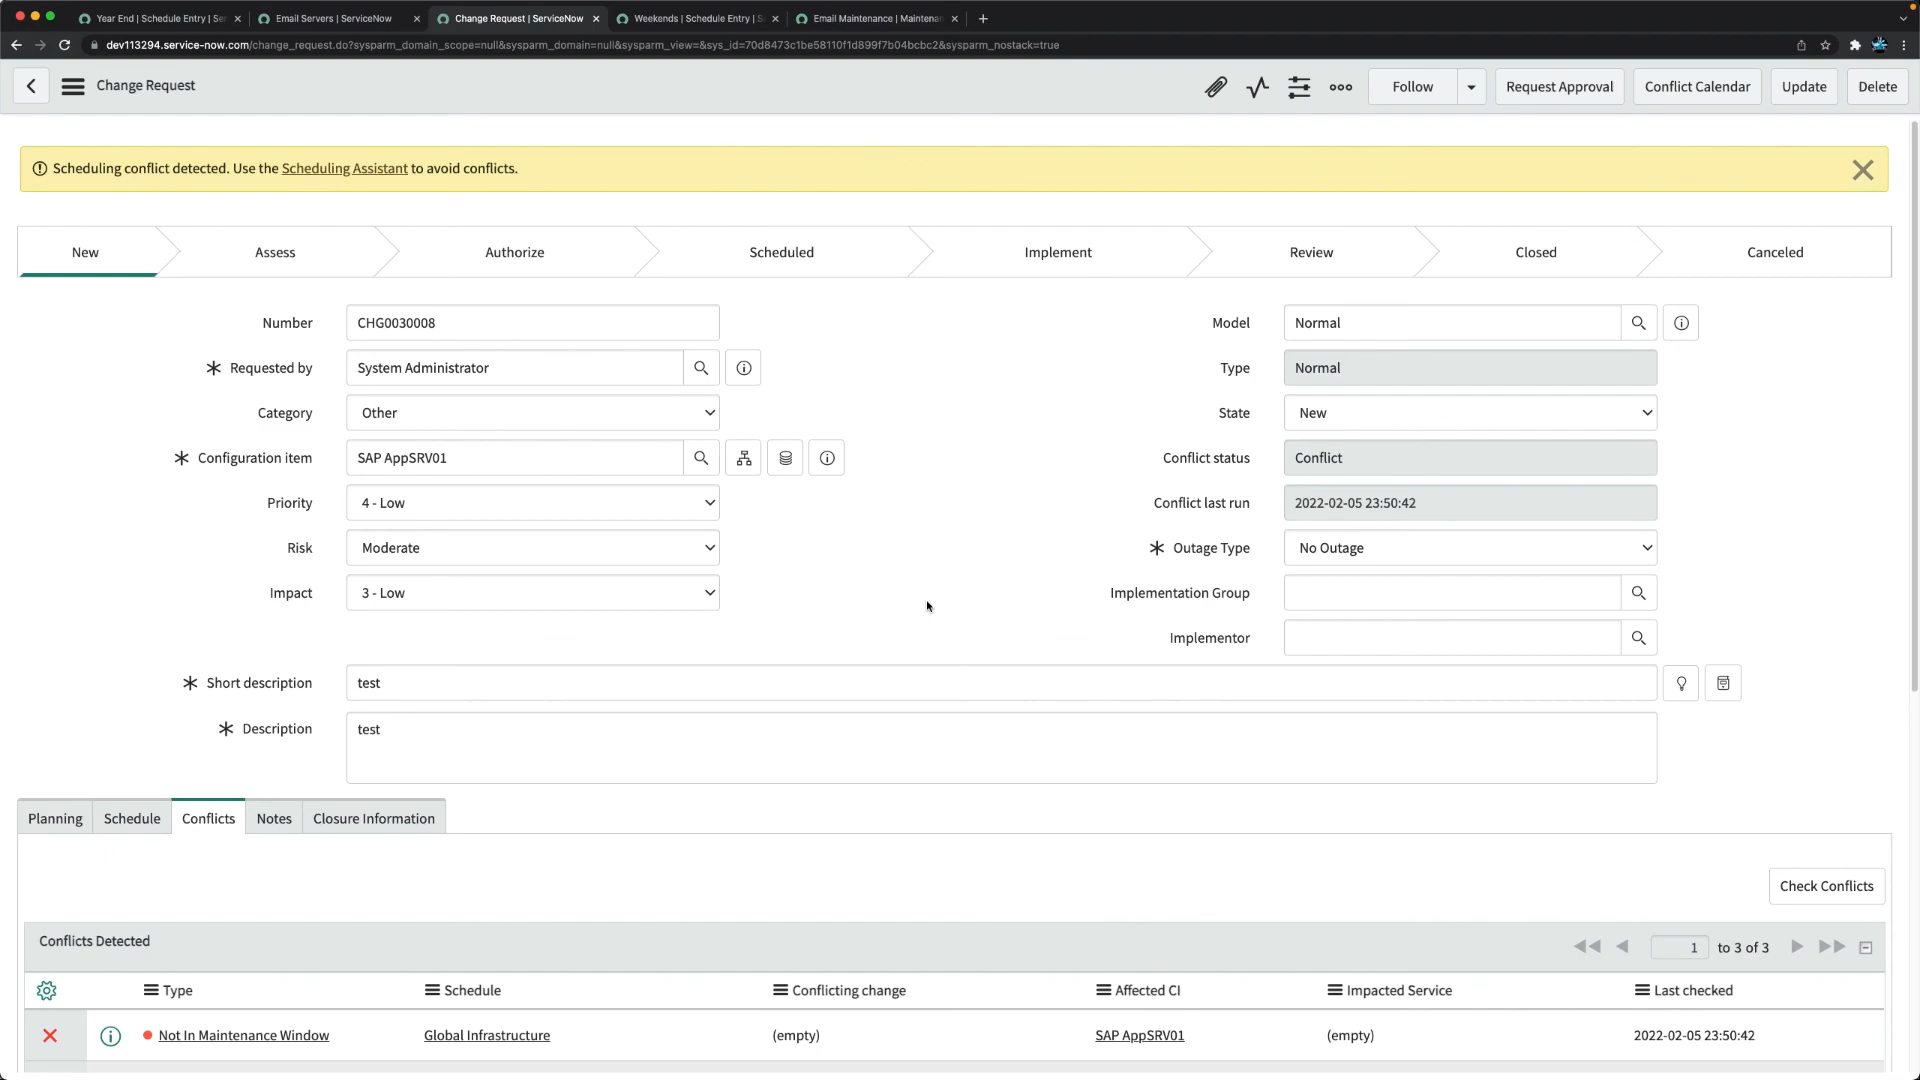 Year End | Schedule Entry | Se
Email Servers | ServiceNow
Change Request | ServiceNow
Weekends | Schedule Entry | S
Email Maintenance | Maintenan
dev113294.service-now.com/change_request.do?sysparm_domain_scope=null&sysparm_domain=null&sysparm_view=&sys_id=70d8473c1be58110f1d899f7b04bcbc2&sysparm_nostack=true
Change Request
Follow
Request Approval
Conflict Calendar
Update
Delete
Scheduling conflict detected. Use the Scheduling Assistant to avoid conflicts.
New
Assess
Authorize
Scheduled
Implement
Review
Closed
Canceled
Number CHG0030008
Model Normal
Requested by System Administrator
Type Normal
Category Other
State New
Configuration item SAP AppSRV01
Conflict status Conflict
Priority 4 - Low
Conflict last run 2022-02-05 23:50:42
Risk Moderate
Outage Type No Outage
Impact 3 - Low
Implementation Group
Implementor
Short description test
Description test
Planning
Schedule
Conflicts
Notes
Closure Information
Check Conflicts
Conflicts Detected
1 to 3 of 3
Type Schedule Conflicting change Affected CI Impacted Service Last checked
Not In Maintenance Window Global Infrastructure (empty) SAP AppSRV01 (empty) 2022-02-05 23:50:42